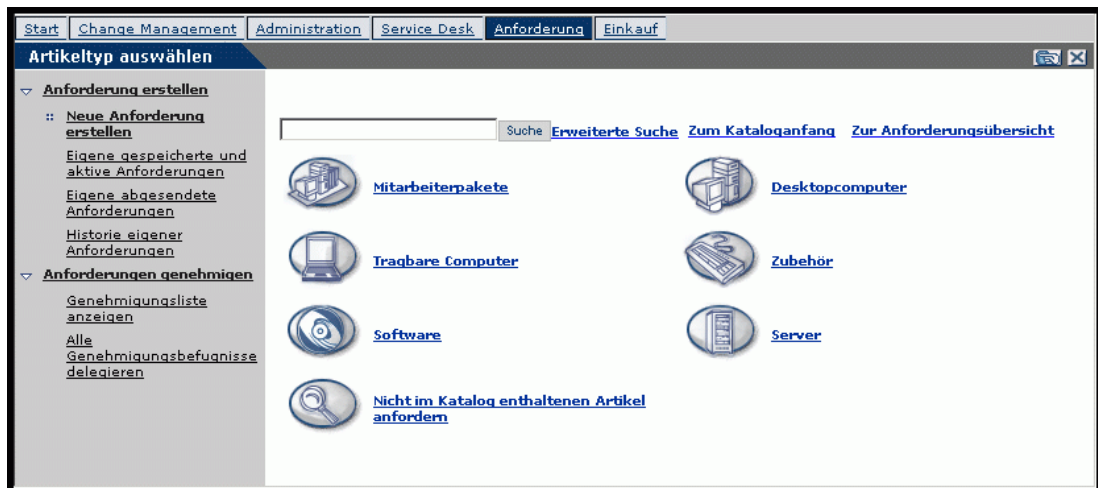 Start Change Management Administration Service Desk Anforderung Einkauf
Artikeltyp auswählen
Anforderung erstellen
Neue Anforderung
erstellen
Eigene gespeicherte und
aktive Anforderungen
Eigene abgesendete
Anforderungen
Historie eigener
Anforderungen
Anforderungen genehmigen
Genehmigungsliste
anzeigen
Alle
Genehmigungsbefugnisse
delegieren
Suche Erweiterte Suche Zum Kataloganfang Zur Anforderungsübersicht
Mitarbeiterpakete Desktopcomputer
Tragbare Computer Zubehör
Software Server
Nicht im Katalog enthaltenen Artikel
anfordern